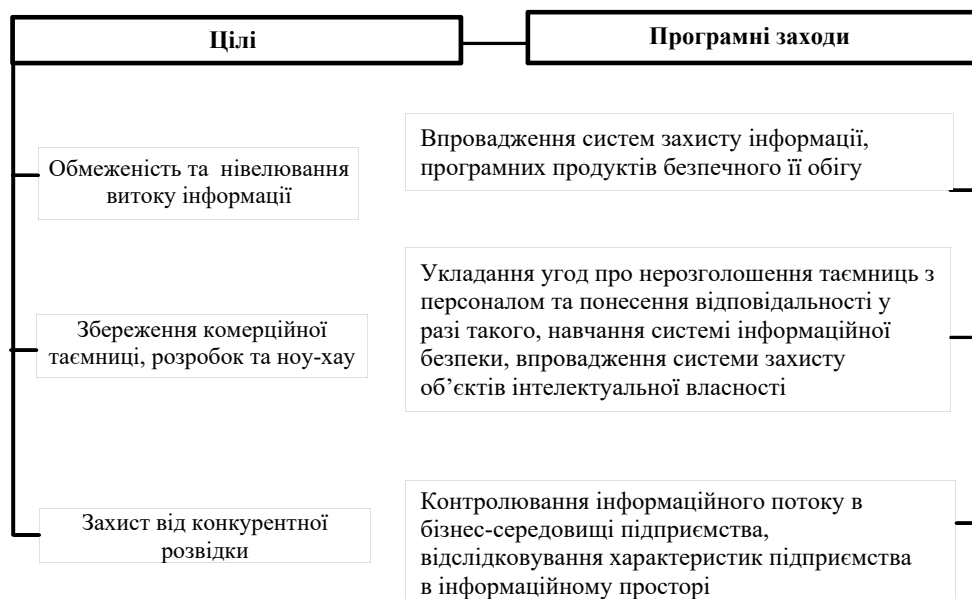 Цілі
Програмні заходи
Обмеженість та нівелювання
витоку інформації
Впровадження систем захисту інформації,
програмних продуктів безпечного її обігу
Збереження комерційної
таємниці, розробок та ноу-хау
Укладання угод про нерозголошення таємниць з
персоналом та понесення відповідальності у
разі такого, навчання системі інформаційної
безпеки, впровадження системи захисту
об’єктів інтелектуальної власності
Захист від конкурентної
розвідки
Контролювання інформаційного потоку в
бізнес-середовищі підприємства,
відслідковування характеристик підприємства
в інформаційному просторі